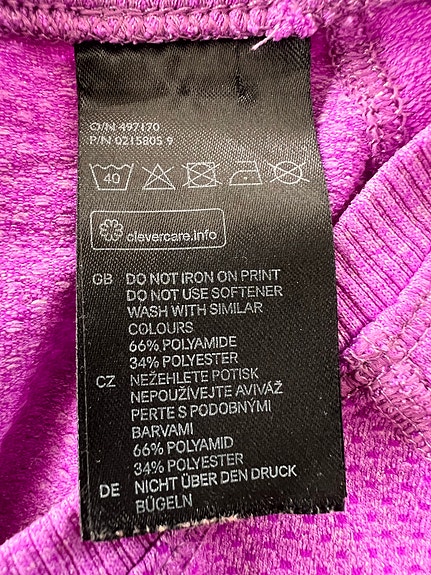 O/N 497170
P/N 0215805 9
40
clevercare.info
GB DO NOT IRON ON PRINT
DO NOT USE SOFTENER
WASH WITH SIMILAR
COLOURS
66% POLYAMIDE
34% POLYESTER
CZ NEŽEHLETE POTISK
NEPOUŽÍVEJTE AVIVÁŽ
PERTE S PODOBNÝMI
BARVAMI
66% POLYAMID
34% POLYESTER
DE NICHT ÜBER DEN DRUCK
BÜGELN